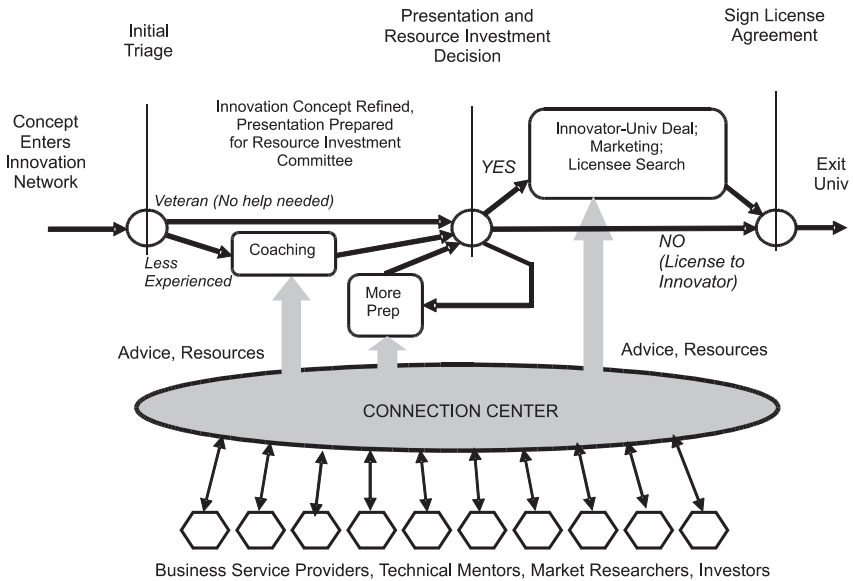 Initial
Triage
Presentation and
Resource Investment
Decision
Sign License
Agreement
Concept
Enters
Innovation
Network
Innovation Concept Refined,
Presentation Prepared
for Resource Investment
Committee
Innovator-Univ Deal;
Marketing;
Licensee Search
YES
Exit
Univ
Veteran (No help needed)
Coaching
Less
Experienced
NO
(License to
Innovator)
More
Prep
Advice, Resources
Advice, Resources
CONNECTION CENTER
Business Service Providers, Technical Mentors, Market Researchers, Investors